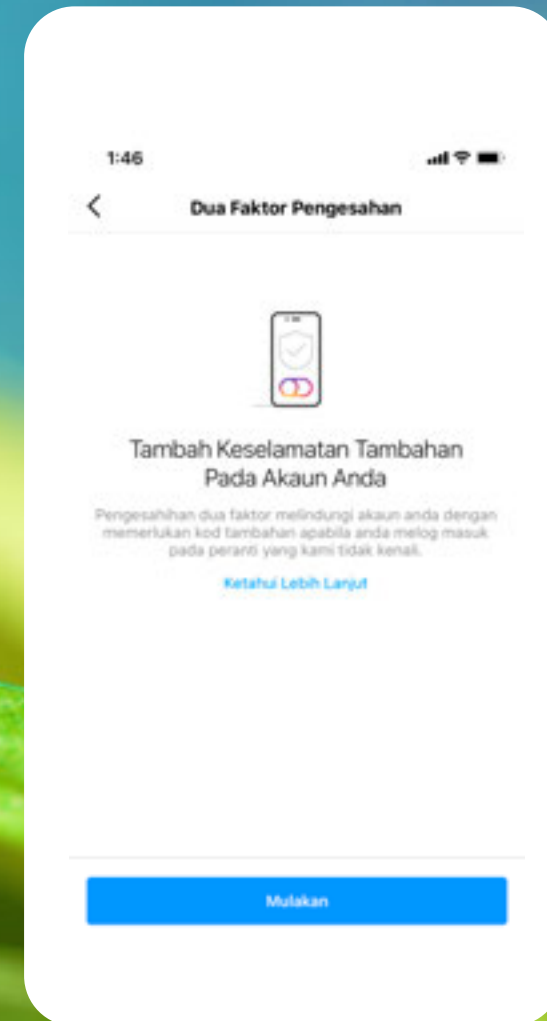 1:46
Dua Faktor Pengesahan
Tambah Keselamatan Tambahan
Pada Akaun Anda
Pengesahihan dua faktor melindungi akaun anda dengan
memerlukan kod tambahan apabila anda melog masuk
pada peranti yang kami tidak kenali.
Ketahui Lebih Lanjut
Mulakan